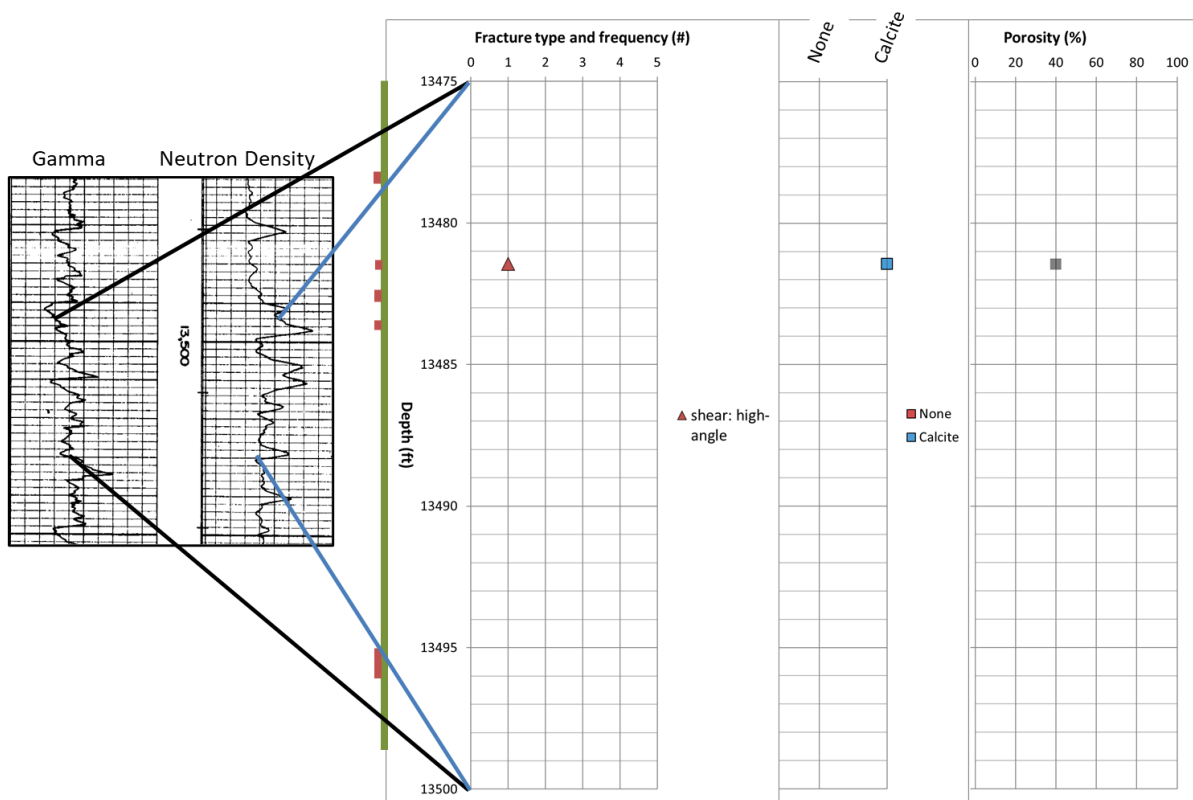 Fracture type and frequency (#)
None
Calcite
Porosity (%)
0 1 2 3 4 5
0 20 40 60 80 100
Gamma
Neutron Density
13,500
13475
13480
13485
13490
13495
13500
Depth (ft)
shear: high-
angle
None
Calcite